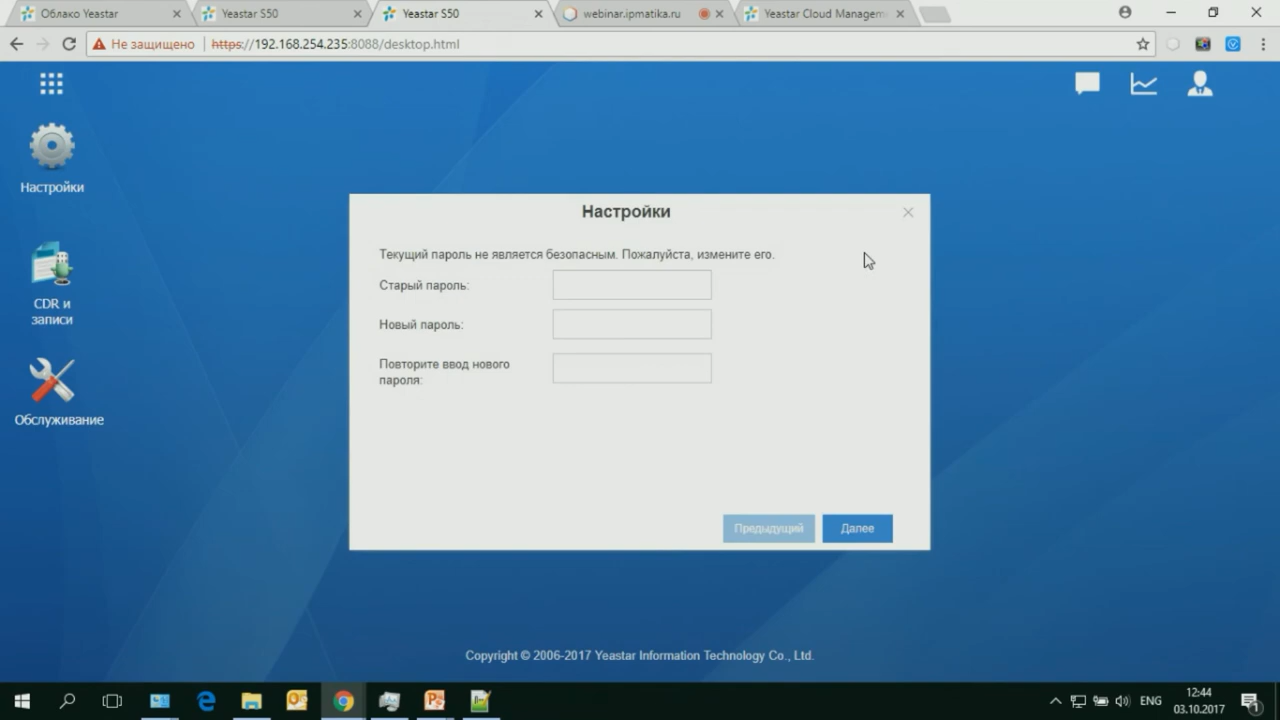 Облако Yeastar
Yeastar S50
Yeastar S50
webinar.ipmatika.ru
Yeastar Cloud Managem
Не защищено
https://192.168.254.235:8088/desktop.html
Настройки
CDR и
записи
Обслуживание
Настройки
Текущий пароль не является безопасным. Пожалуйста, измените его.
Старый пароль:
Новый пароль:
Повторите ввод нового
пароля:
Предыдущий
Далее
Copyright © 2006-2017 Yeastar Information Technology Co., Ltd.
ENG
12:44
03.10.2017
1